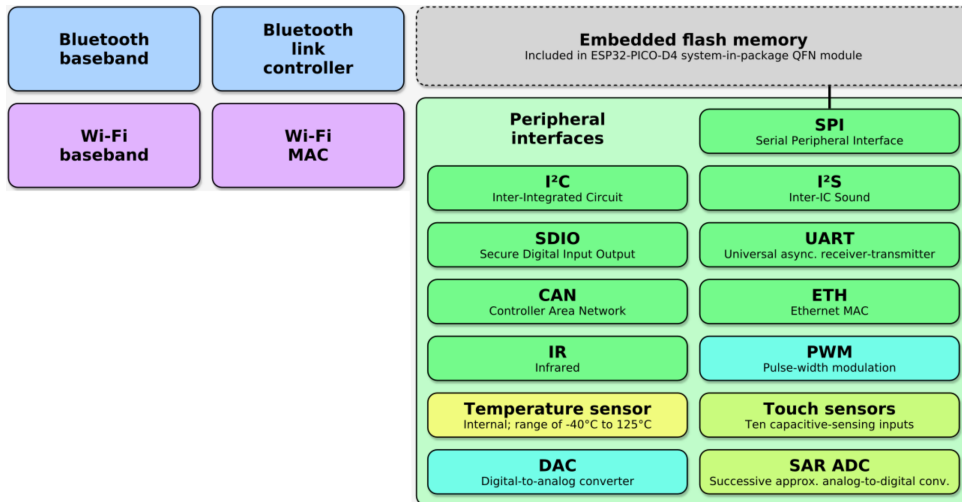 Bluetooth
baseband
Bluetooth
link
controller
Wi-Fi
baseband
Wi-Fi
MAC
Embedded flash memory
Included in ESP32-PICO-D4 system-in-package QFN module
Peripheral
interfaces
SPI
Serial Peripheral Interface
I²C
Inter-Integrated Circuit
I²S
Inter-IC Sound
SDIO
Secure Digital Input Output
UART
Universal async. receiver-transmitter
CAN
Controller Area Network
ETH
Ethernet MAC
IR
Infrared
PWM
Pulse-width modulation
Temperature sensor
Internal; range of -40°C to 125°C
Touch sensors
Ten capacitive-sensing inputs
DAC
Digital-to-analog converter
SAR ADC
Successive approx. analog-to-digital conv.